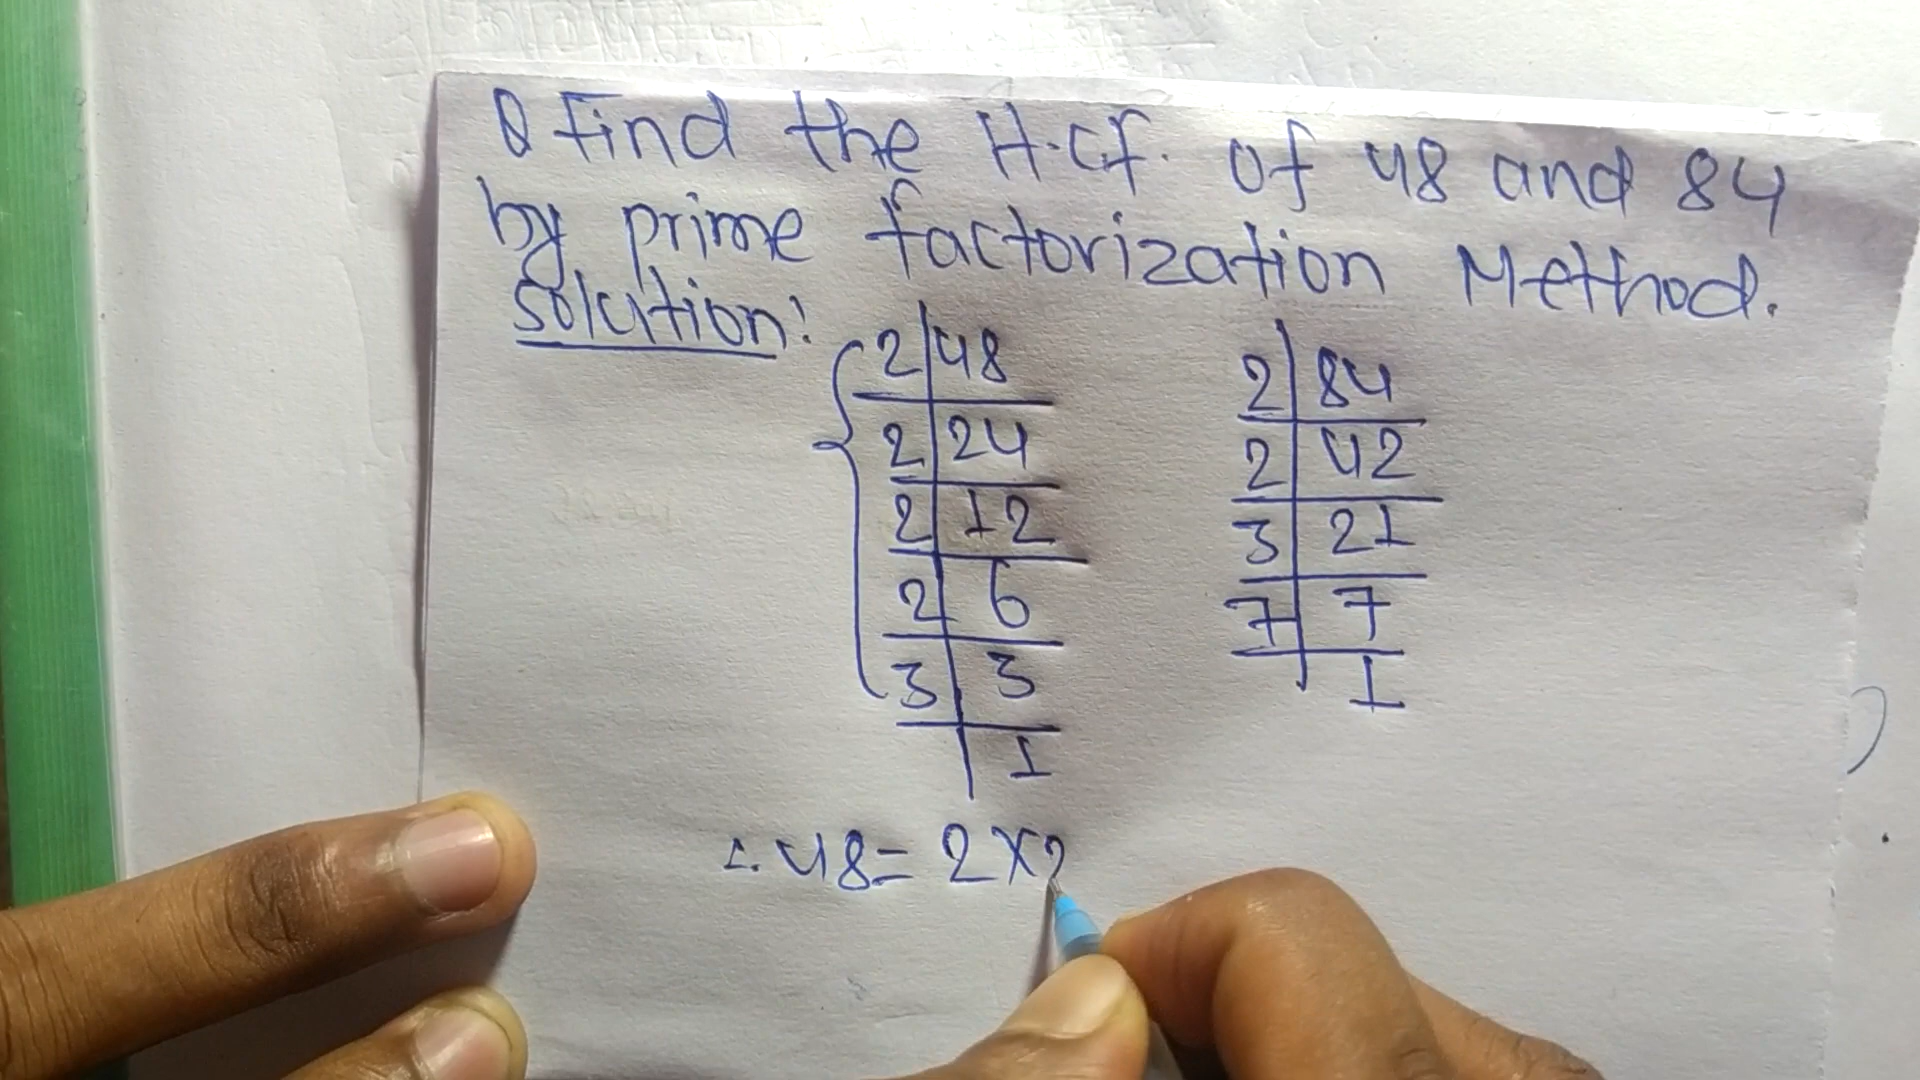 Q Find the H.C.F. of 48 and 84
by prime factorization Method.
solution:
2 48
2 24
2 12
2 6
3 3
1
2 84
2 42
3 21
7 7
1
∴ 48 = 2 × 2